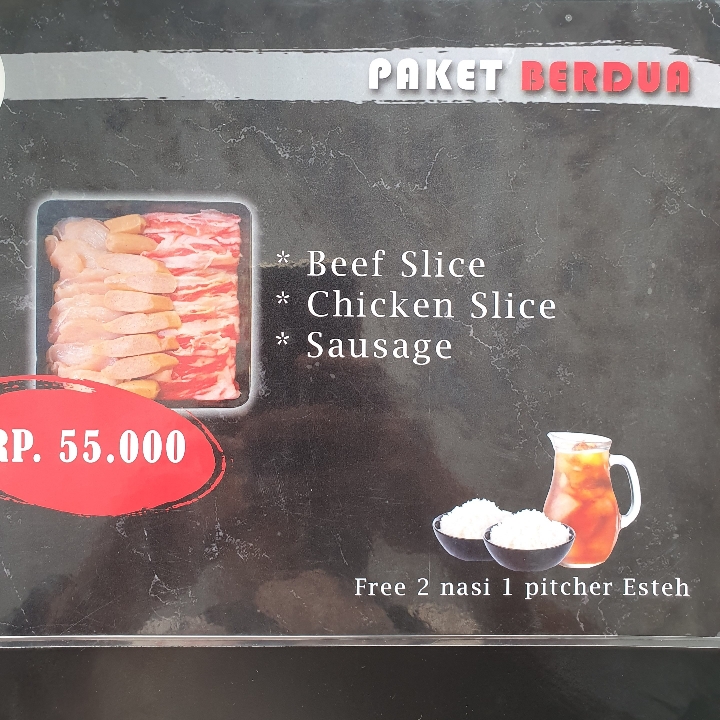 PAKET BERDUA
* Beef Slice
* Chicken Slice
* Sausage
RP. 55.000
Free 2 nasi 1 pitcher Esteh